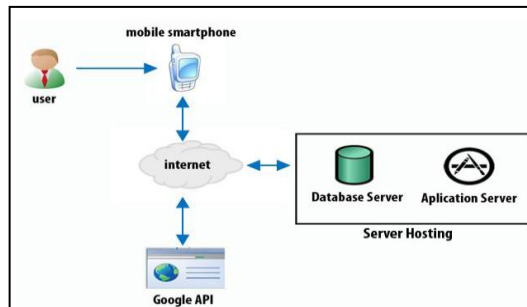 mobile smartphone
user
internet
Database Server
Aplication Server
Server Hosting
Google API